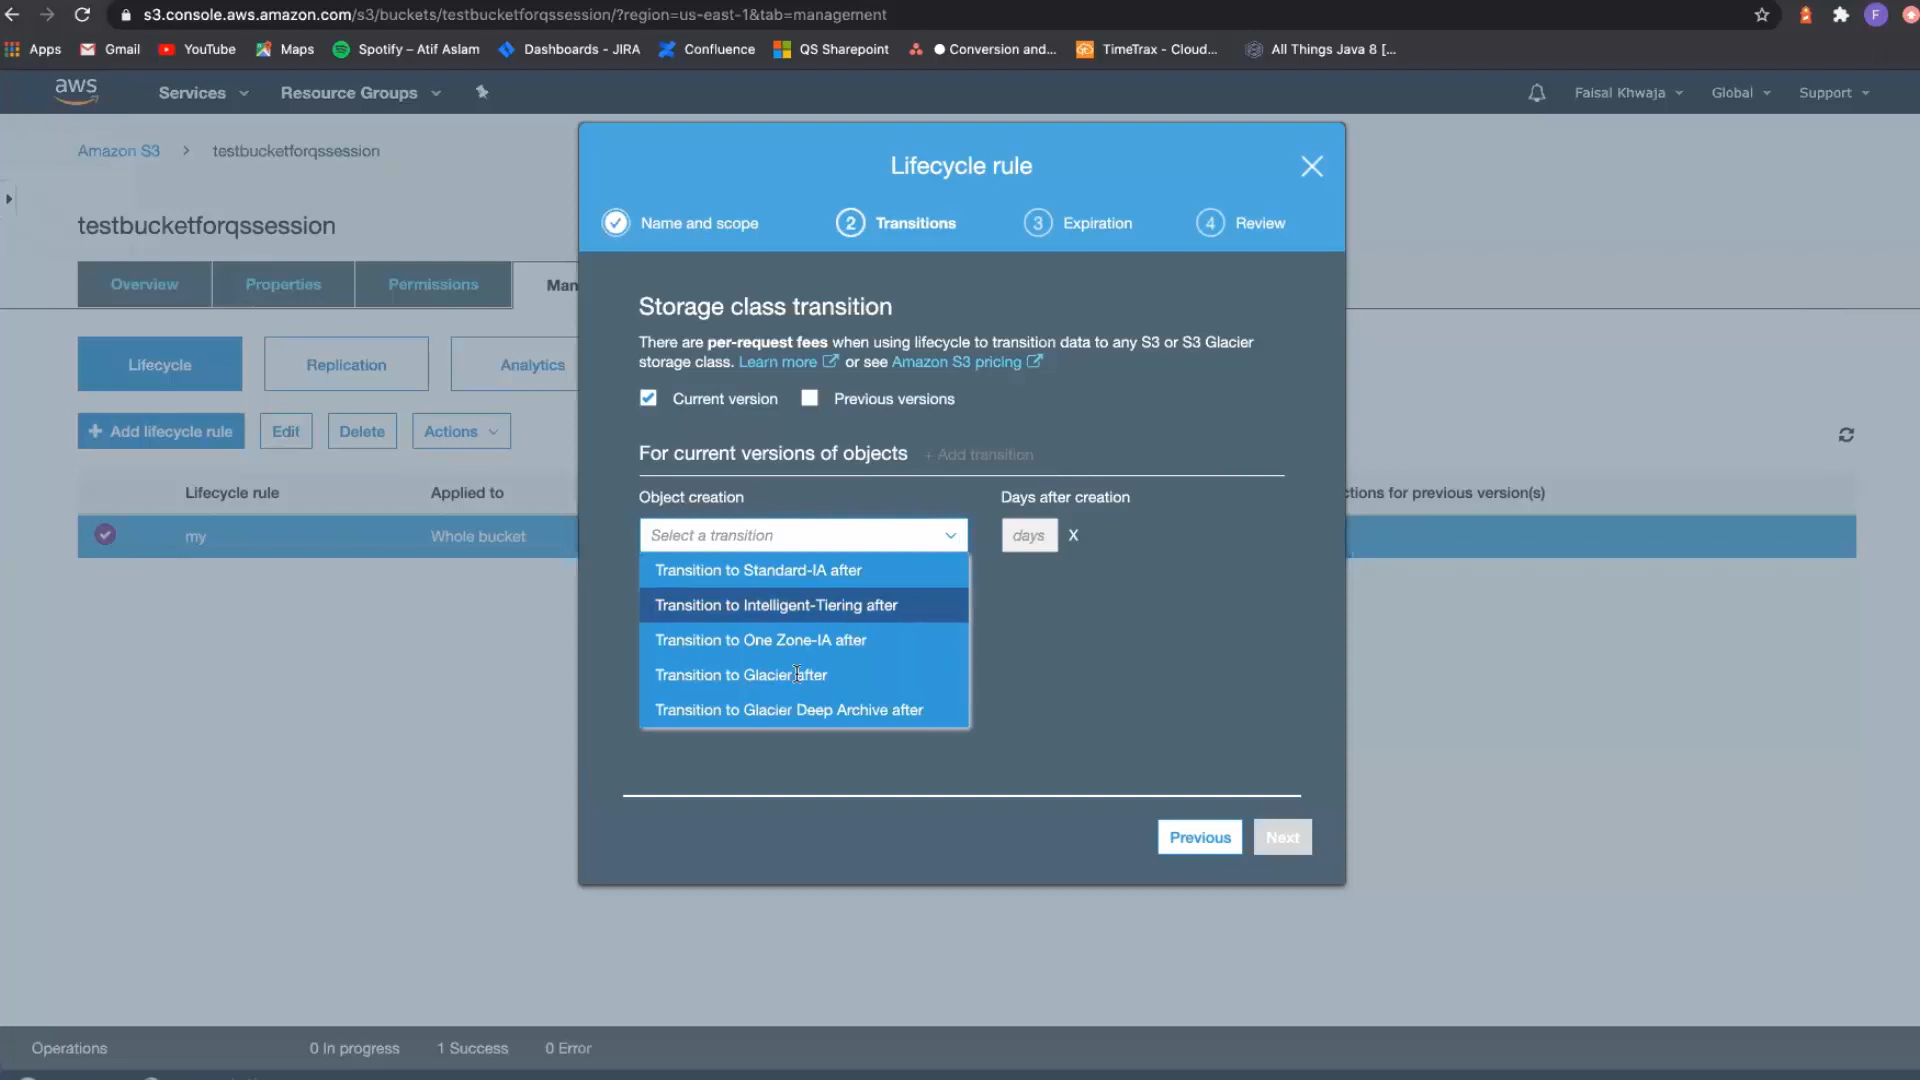 s3.console.aws.amazon.com/s3/buckets/testbucketforqssession/?region=us-east-1&tab=management
F
Apps Gmail YouTube Maps Spotify – Atif Aslam Dashboards - JIRA Confluence QS Sharepoint Conversion and... TimeTrax - Cloud... All Things Java 8 [...
aws Services Resource Groups Faisal Khwaja Global Support
Amazon S3 > testbucketforqssession
testbucketforqssession
Overview Properties Permissions Man
Lifecycle Replication Analytics
+ Add lifecycle rule Edit Delete Actions
Lifecycle rule Applied to ctions for previous version(s)
my Whole bucket
Lifecycle rule
Name and scope 2 Transitions 3 Expiration 4 Review
Storage class transition
There are per-request fees when using lifecycle to transition data to any S3 or S3 Glacier
storage class. Learn more or see Amazon S3 pricing
Current version Previous versions
For current versions of objects + Add transition
Object creation Days after creation
Select a transition days X
Transition to Standard-IA after
Transition to Intelligent-Tiering after
Transition to One Zone-IA after
Transition to Glacier after
Transition to Glacier Deep Archive after
Previous Next
Operations 0 In progress 1 Success 0 Error